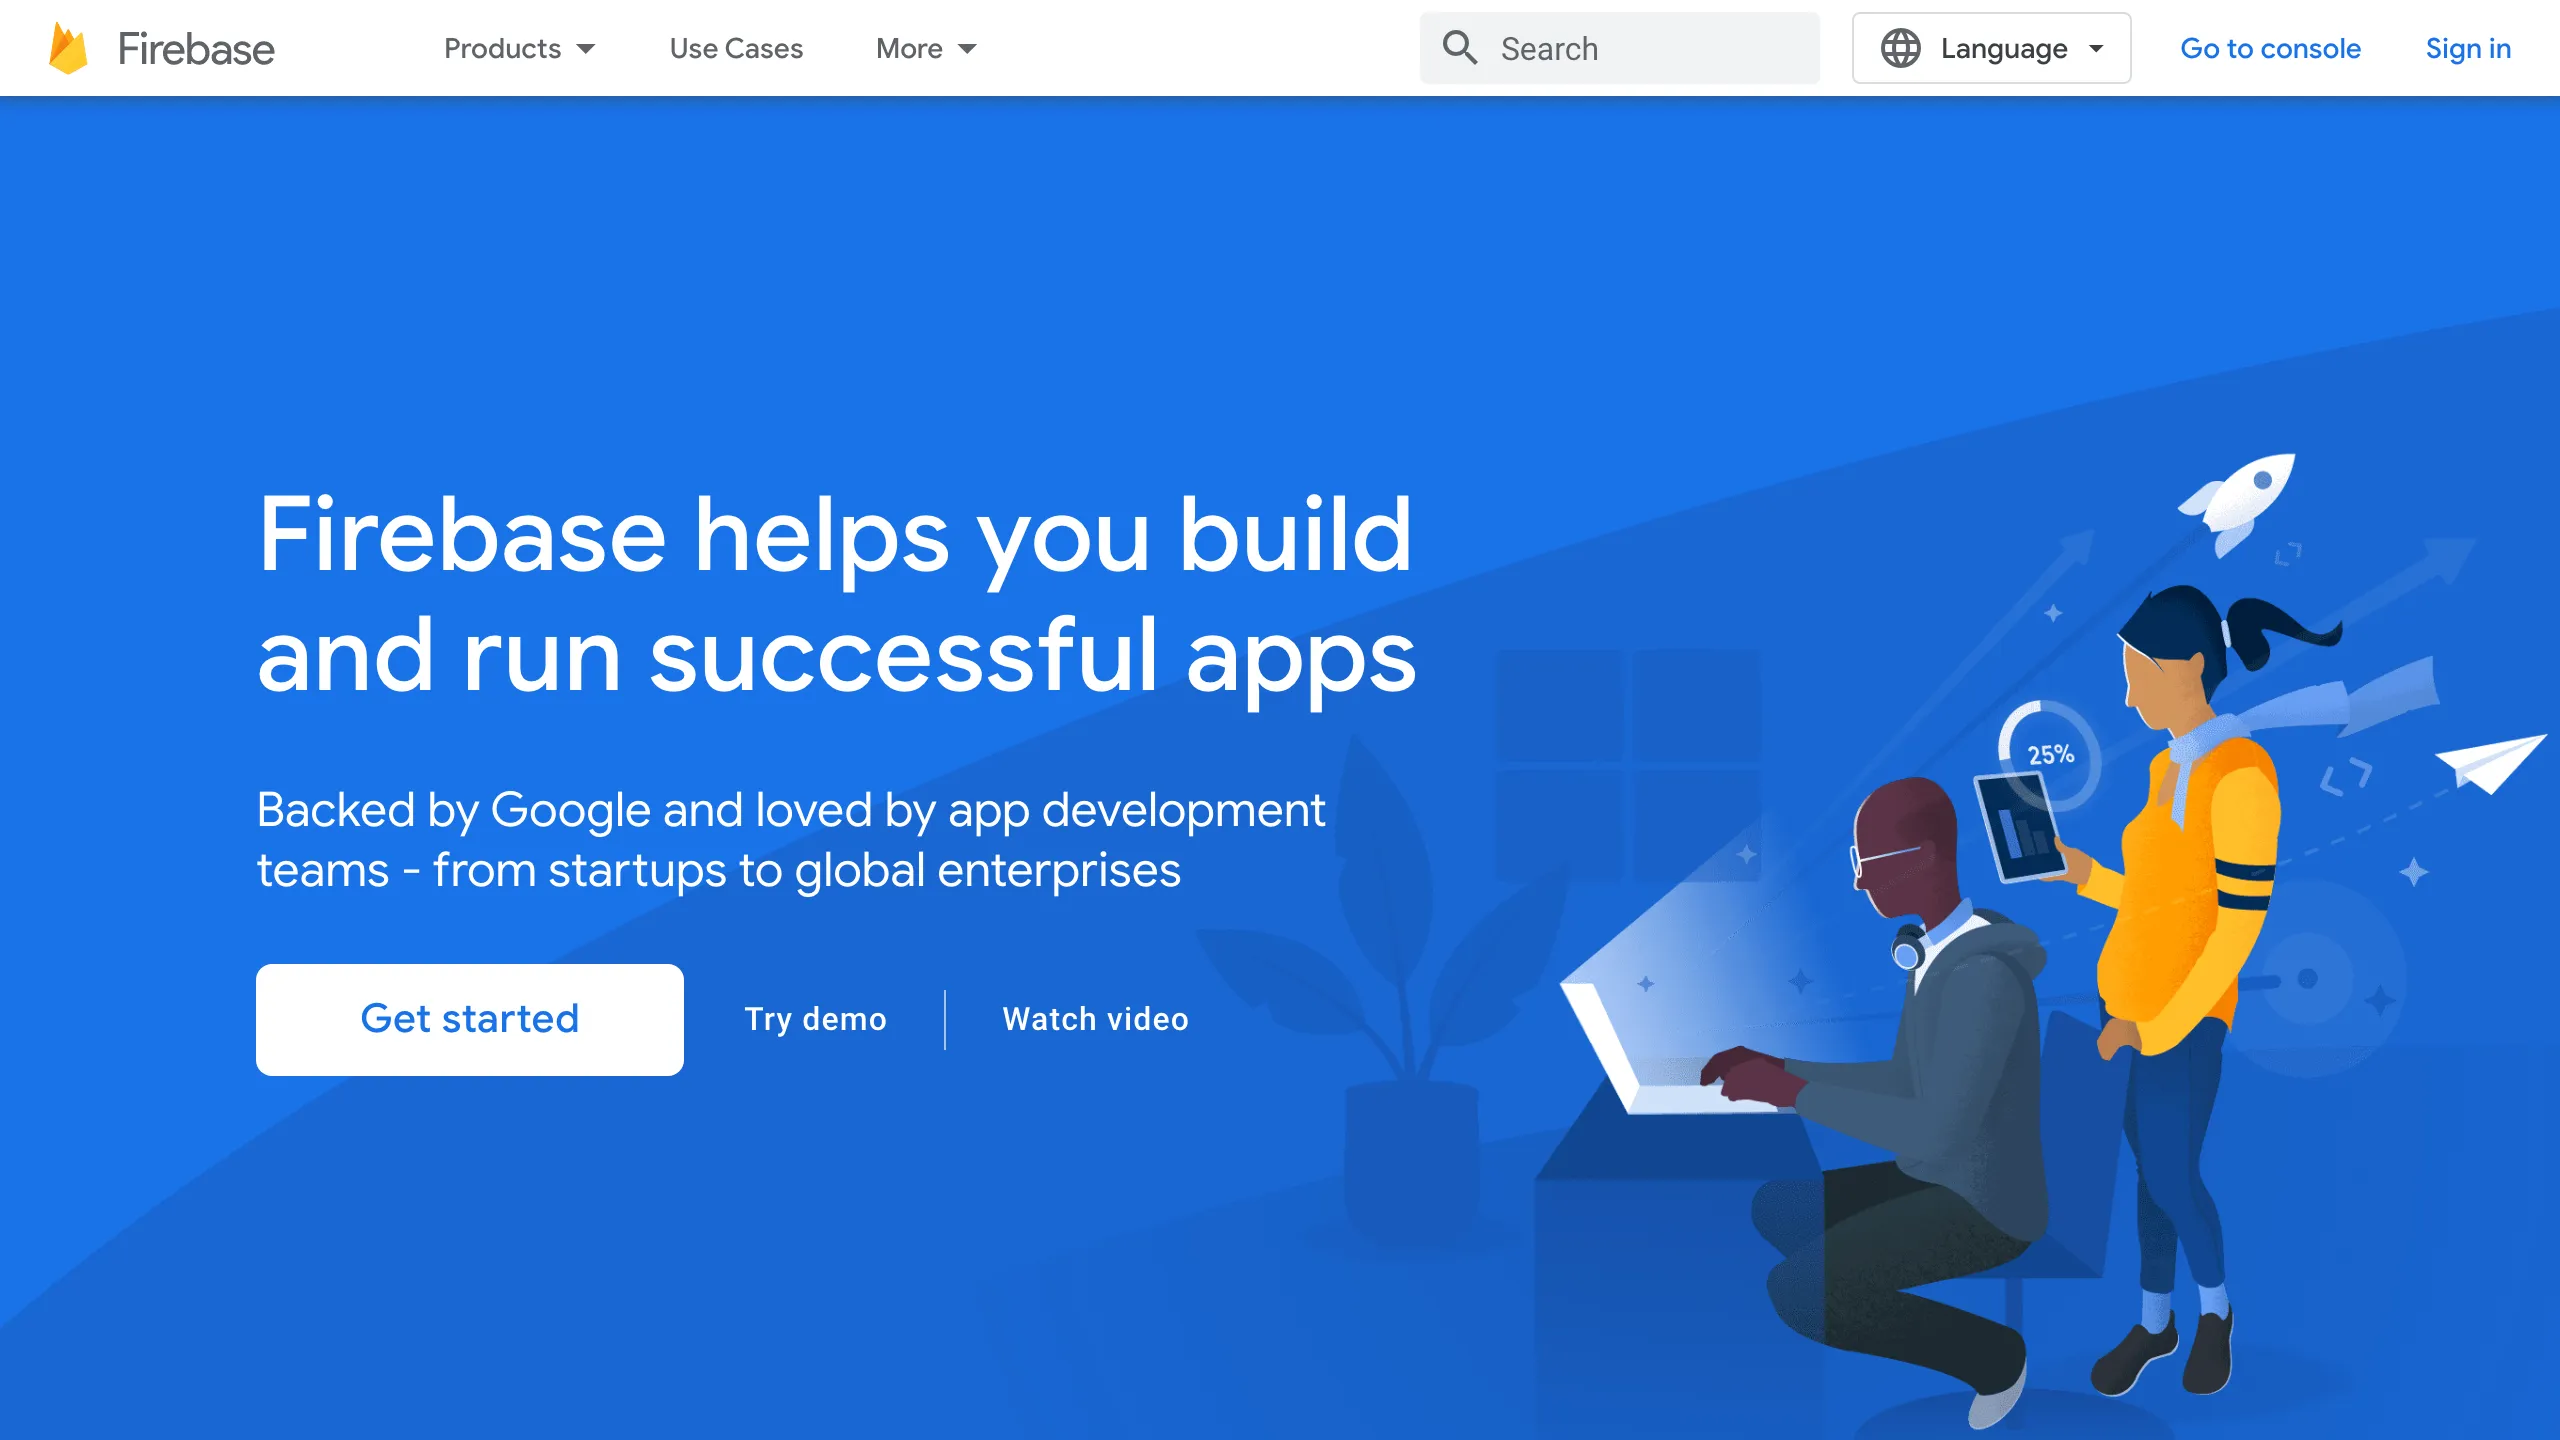 Firebase
Products
Use Cases
More
Search
Language
Go to console
Sign in
Firebase helps you build
and run successful apps
Backed by Google and loved by app development
teams - from startups to global enterprises
Get started
Try demo
Watch video
25%